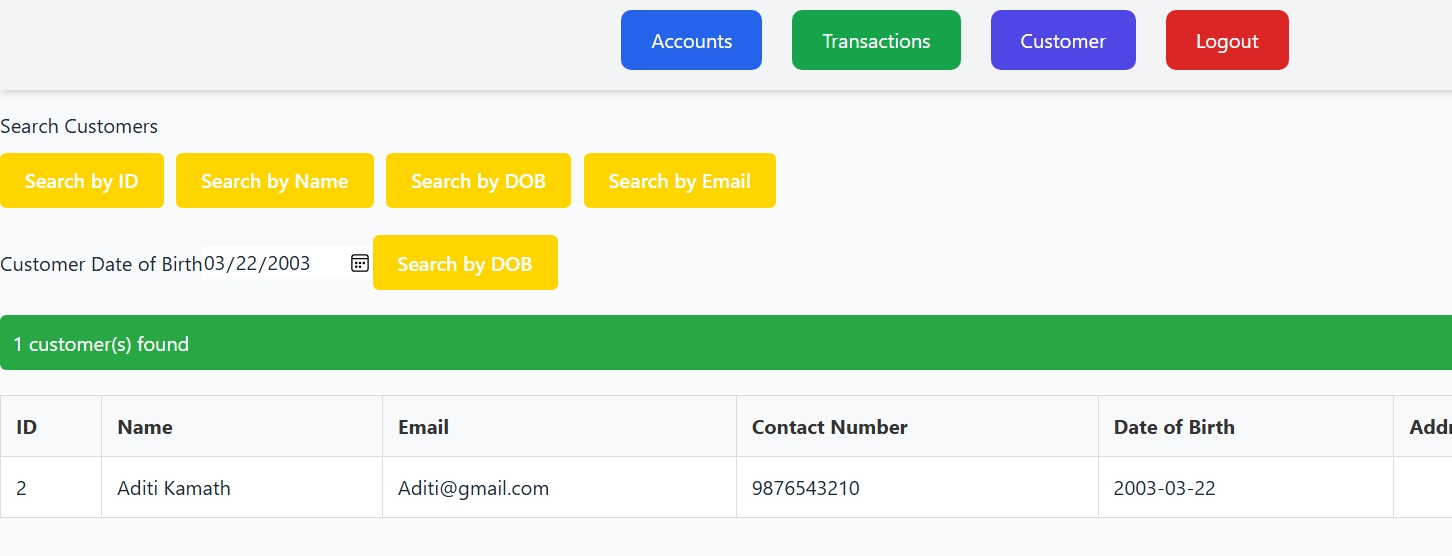 Accounts Transactions Customer Logout
Search Customers
Search by ID Search by Name Search by DOB Search by Email
Customer Date of Birth 03/22/2003 Search by DOB
1 customer(s) found
ID Name Email Contact Number Date of Birth Addr
2 Aditi Kamath Aditi@gmail.com 9876543210 2003-03-22